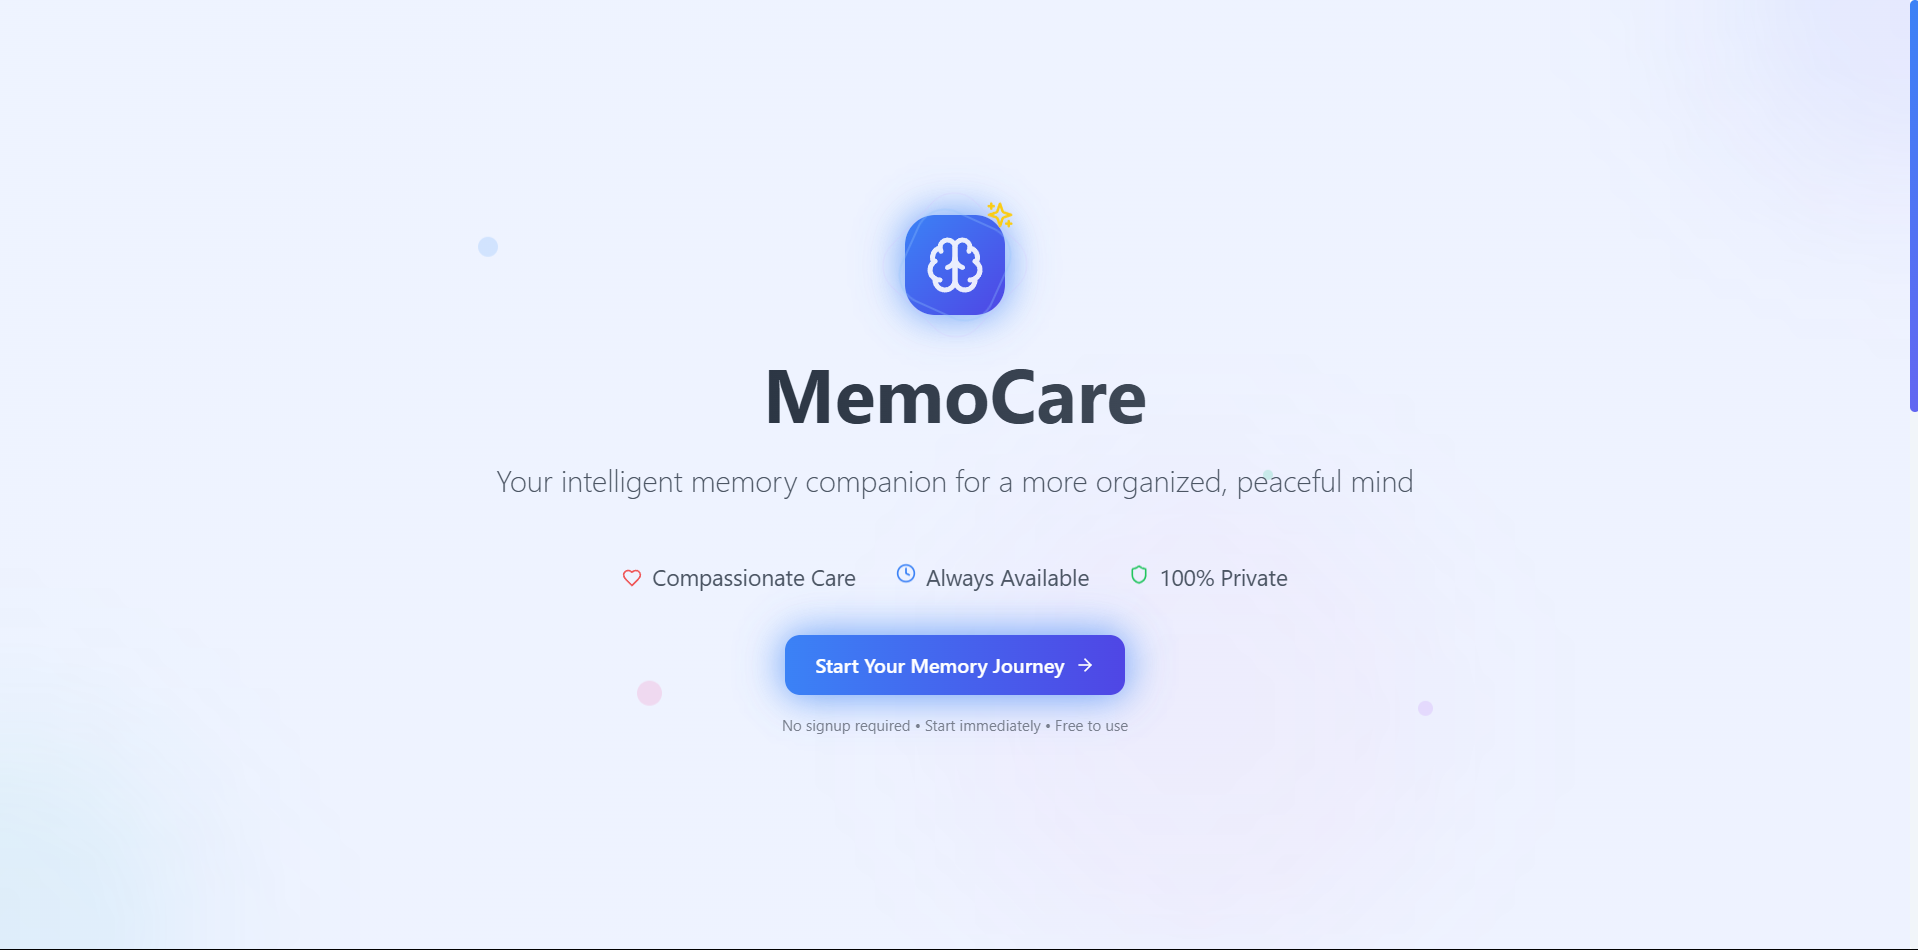 MemoCare
Your intelligent memory companion for a more organized, peaceful mind
Compassionate Care
Always Available
100% Private
Start Your Memory Journey
No signup required • Start immediately • Free to use